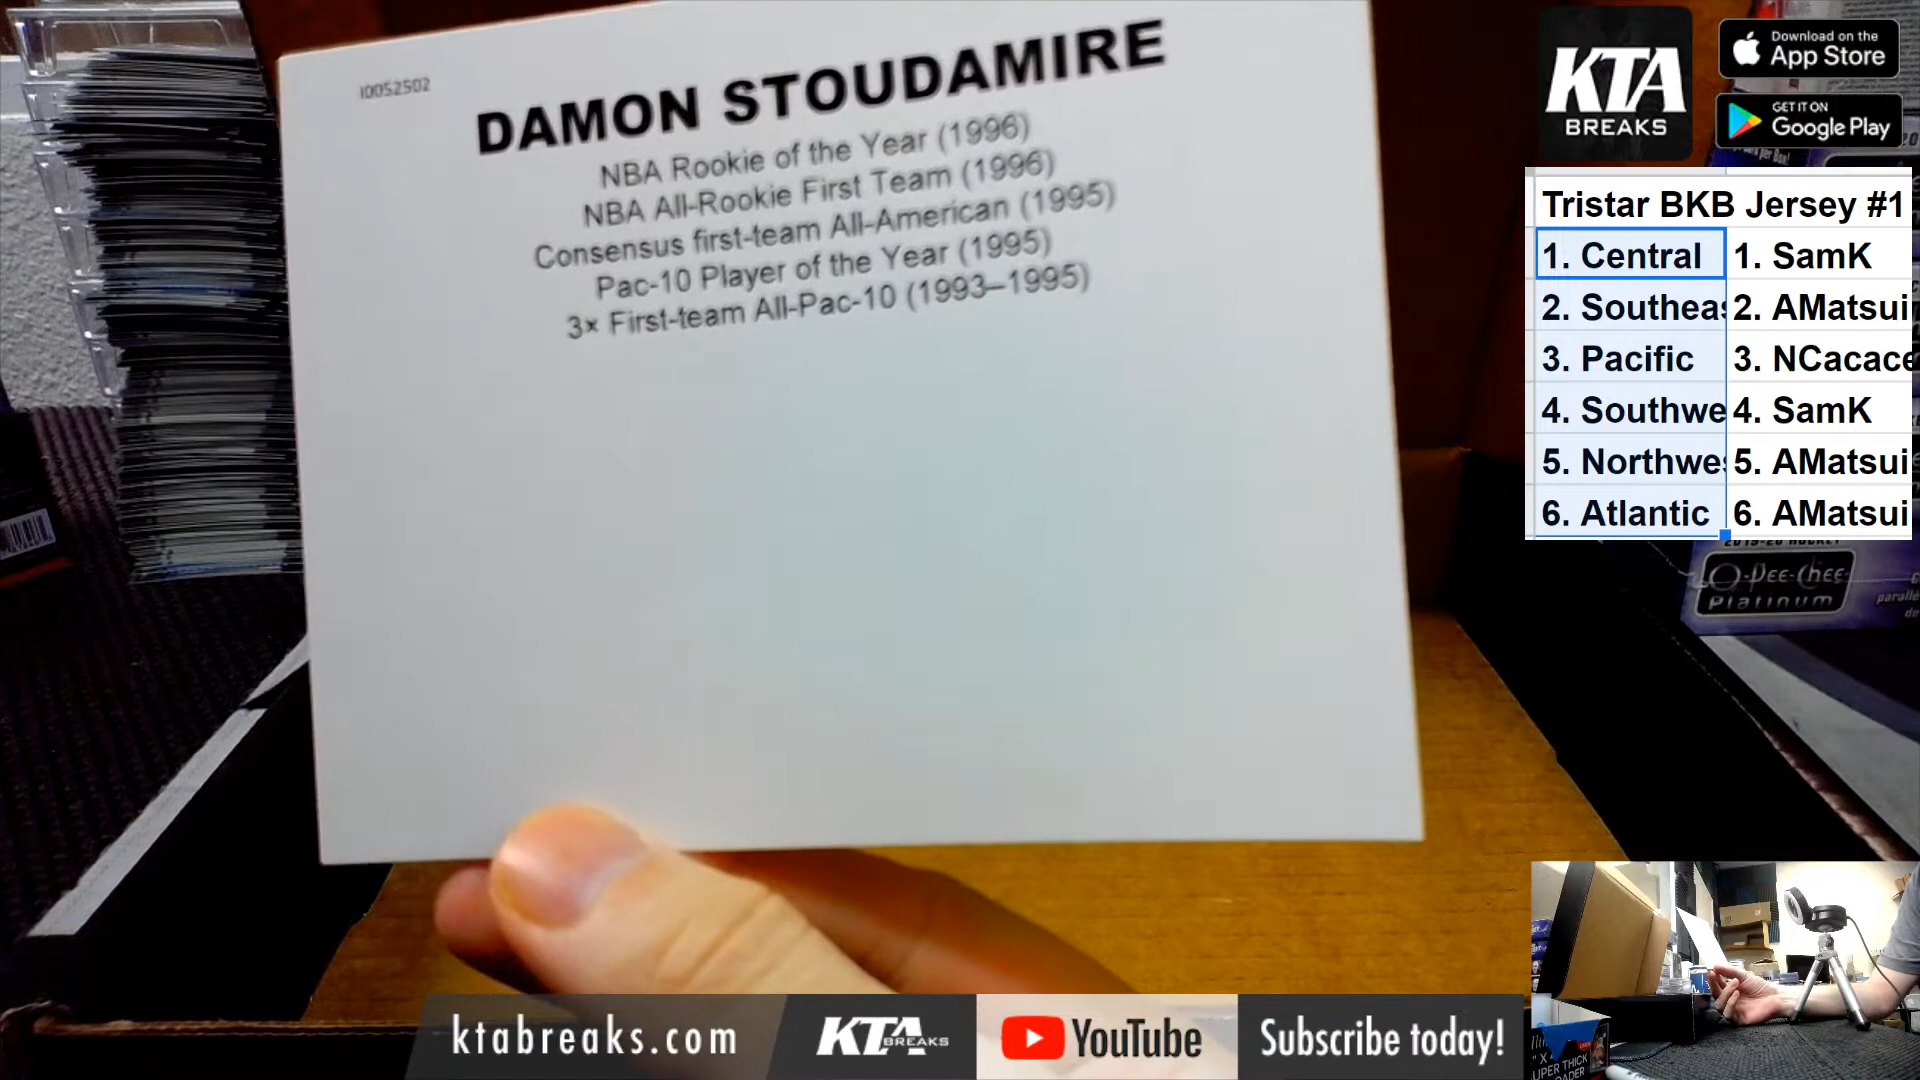 10052502
DAMON STOUDAMIRE
NBA Rookie of the Year (1996)
NBA All-Rookie First Team (1996)
Consensus first-team All-American (1995)
Pac-10 Player of the Year (1995)
3× First-team All-Pac-10 (1993–1995)
KTA
BREAKS
Download on the
App Store
GET IT ON
Google Play
Tristar BKB Jersey #1
1. Central 1. SamK
2. Southeas 2. AMatsui
3. Pacific 3. NCacace
4. Southwe 4. SamK
5. Northwes 5. AMatsui
6. Atlantic 6. AMatsui
O-Pee-Chee
Platinum
ktabreaks.com
KTA BREAKS
YouTube
Subscribe today!